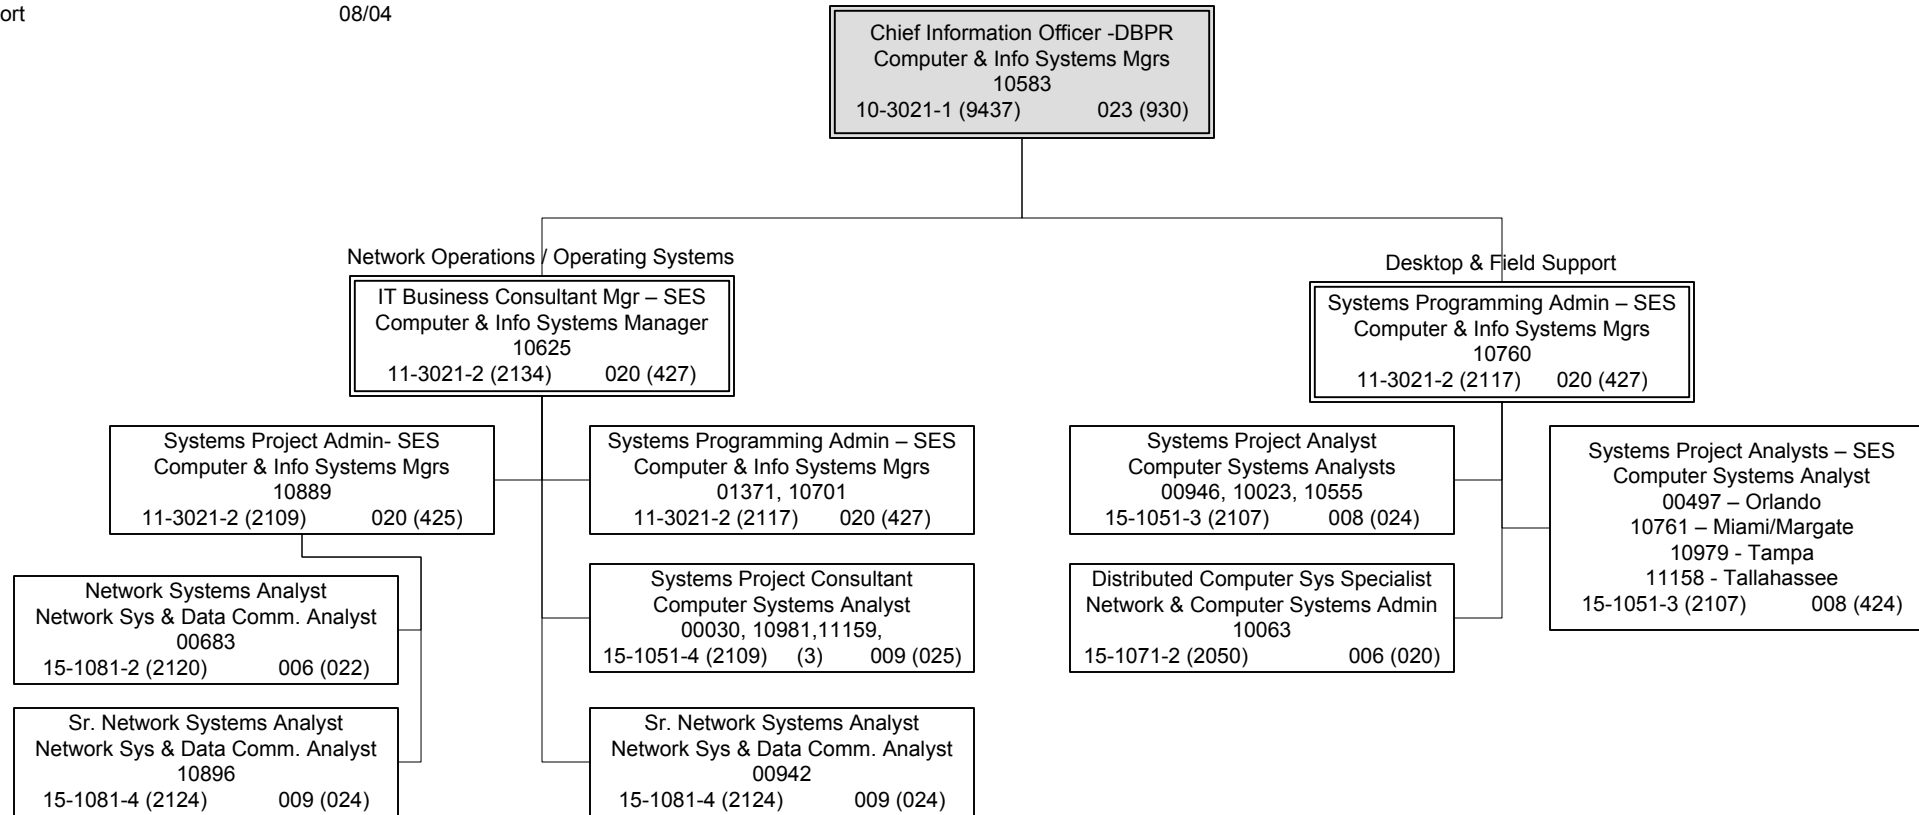 ort 08/04
Chief Information Officer -DBPR
Computer & Info Systems Mgrs
10583
10-3021-1 (9437) 023 (930)
Network Operations / Operating Systems
IT Business Consultant Mgr – SES
Computer & Info Systems Manager
10625
11-3021-2 (2134) 020 (427)
Desktop & Field Support
Systems Programming Admin – SES
Computer & Info Systems Mgrs
10760
11-3021-2 (2117) 020 (427)
Systems Project Admin- SES
Computer & Info Systems Mgrs
10889
11-3021-2 (2109) 020 (425)
Systems Programming Admin – SES
Computer & Info Systems Mgrs
01371, 10701
11-3021-2 (2117) 020 (427)
Systems Project Analyst
Computer Systems Analysts
00946, 10023, 10555
15-1051-3 (2107) 008 (024)
Systems Project Analysts – SES
Computer Systems Analyst
00497 – Orlando
10761 – Miami/Margate
10979 - Tampa
11158 - Tallahassee
15-1051-3 (2107) 008 (424)
Network Systems Analyst
Network Sys & Data Comm. Analyst
00683
15-1081-2 (2120) 006 (022)
Systems Project Consultant
Computer Systems Analyst
00030, 10981,11159,
15-1051-4 (2109) (3) 009 (025)
Distributed Computer Sys Specialist
Network & Computer Systems Admin
10063
15-1071-2 (2050) 006 (020)
Sr. Network Systems Analyst
Network Sys & Data Comm. Analyst
10896
15-1081-4 (2124) 009 (024)
Sr. Network Systems Analyst
Network Sys & Data Comm. Analyst
00942
15-1081-4 (2124) 009 (024)